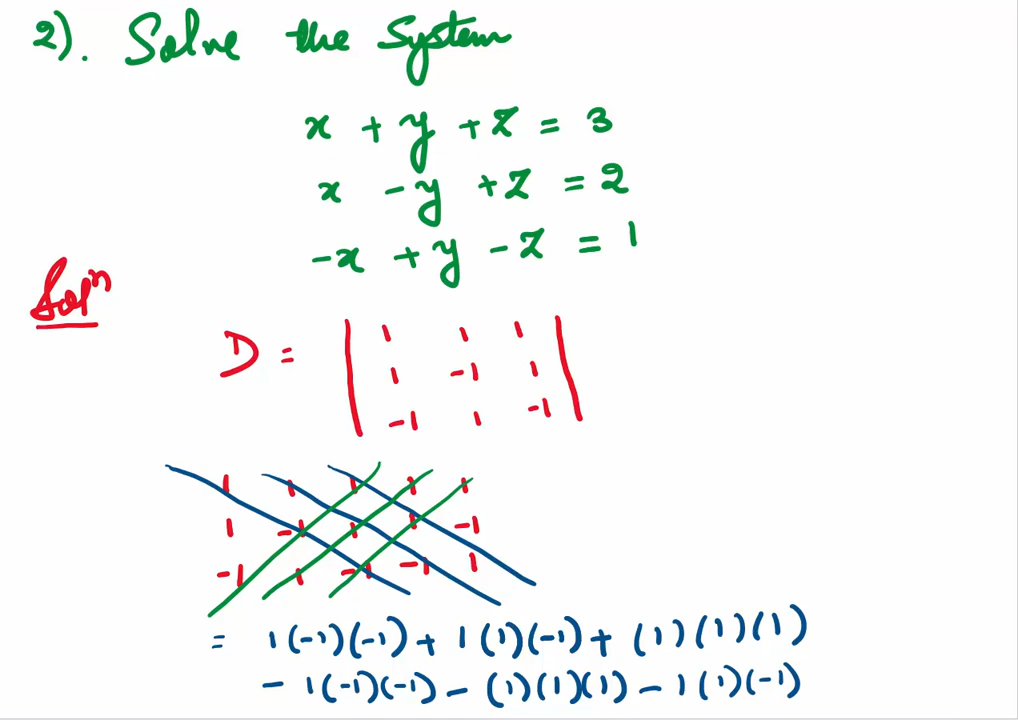 2). Solve the System
x + y + z = 3
x - y + z = 2
-x + y - z = 1
Solⁿ
D = | 1 1 1 |
| 1 -1 1 |
| -1 1 -1 |
1 1 1 1 1
1 -1 1 1 -1
-1 1 -1 -1 1
= 1(-1)(-1) + 1(1)(-1) + (1)(1)(1)
- 1(-1)(-1) - (1)(1)(1) - 1(1)(-1)